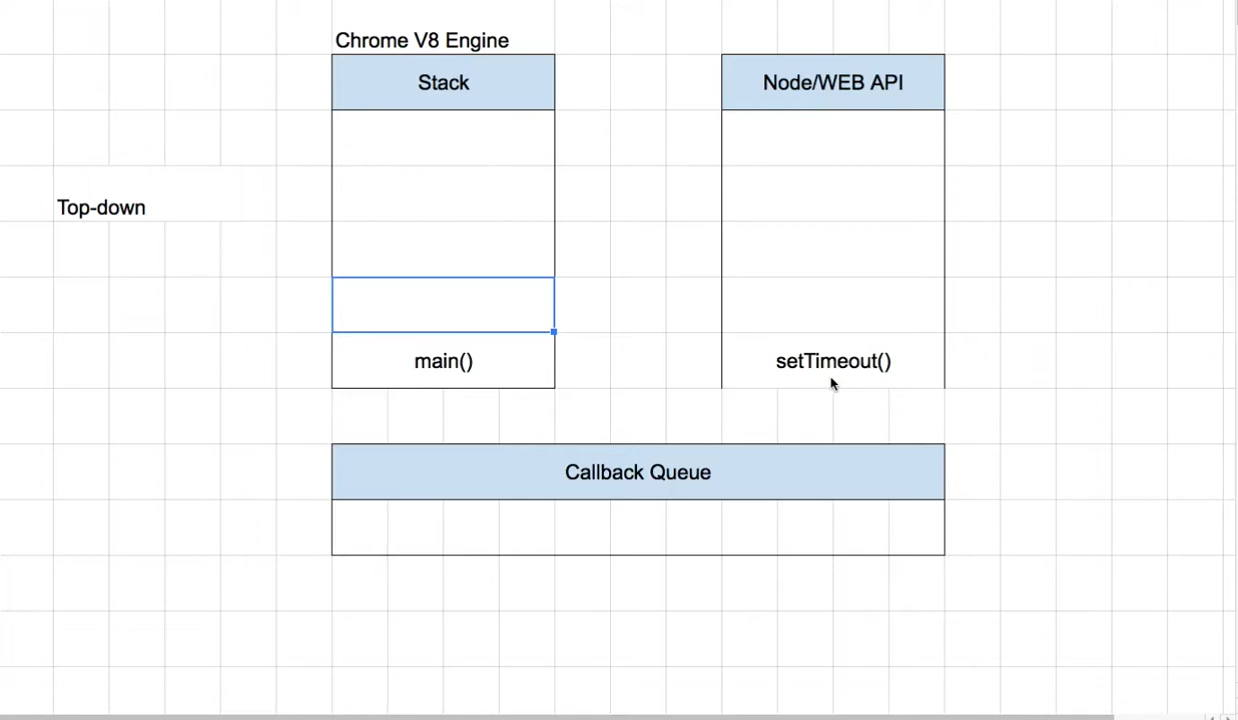 Chrome V8 Engine
Stack
Node/WEB API
Top-down
main()
setTimeout()
Callback Queue